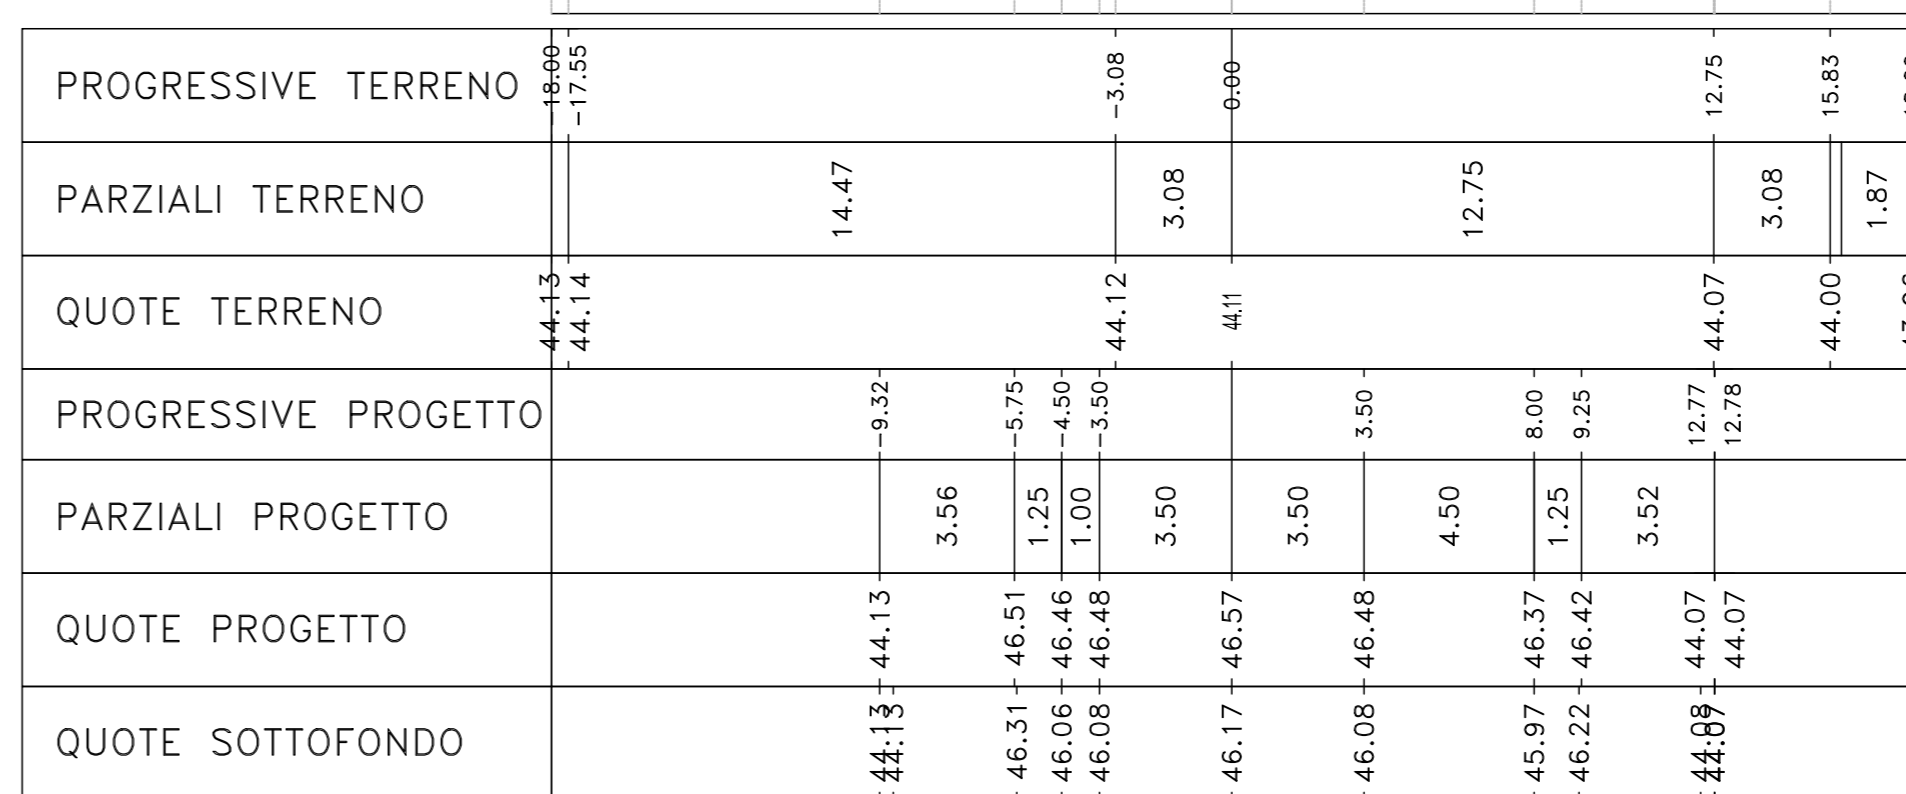 PROGRESSIVE TERRENO -18.00 -17.55 -3.08 0.00 12.75 15.83
PARZIALI TERRENO 14.47 3.08 12.75 3.08 1.87
QUOTE TERRENO 44.13 44.14 44.12 44.11 44.07 44.00
PROGRESSIVE PROGETTO -9.32 -5.75 -4.50 -3.50 3.50 8.00 9.25 12.77 12.78
PARZIALI PROGETTO 3.56 1.25 1.00 3.50 3.50 4.50 1.25 3.52
QUOTE PROGETTO 44.13 46.51 46.46 46.48 46.57 46.48 46.37 46.42 44.07 44.07
QUOTE SOTTOFONDO 44.13 44.13 46.31 46.06 46.08 46.17 46.08 45.97 46.22 44.08 44.07